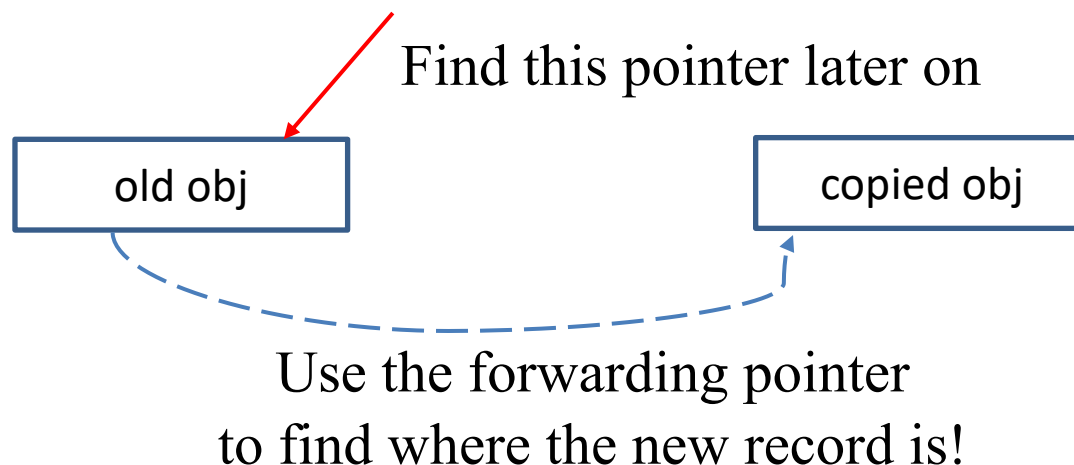 Find this pointer later on
old obj
copied obj
Use the forwarding pointer
to find where the new record is!